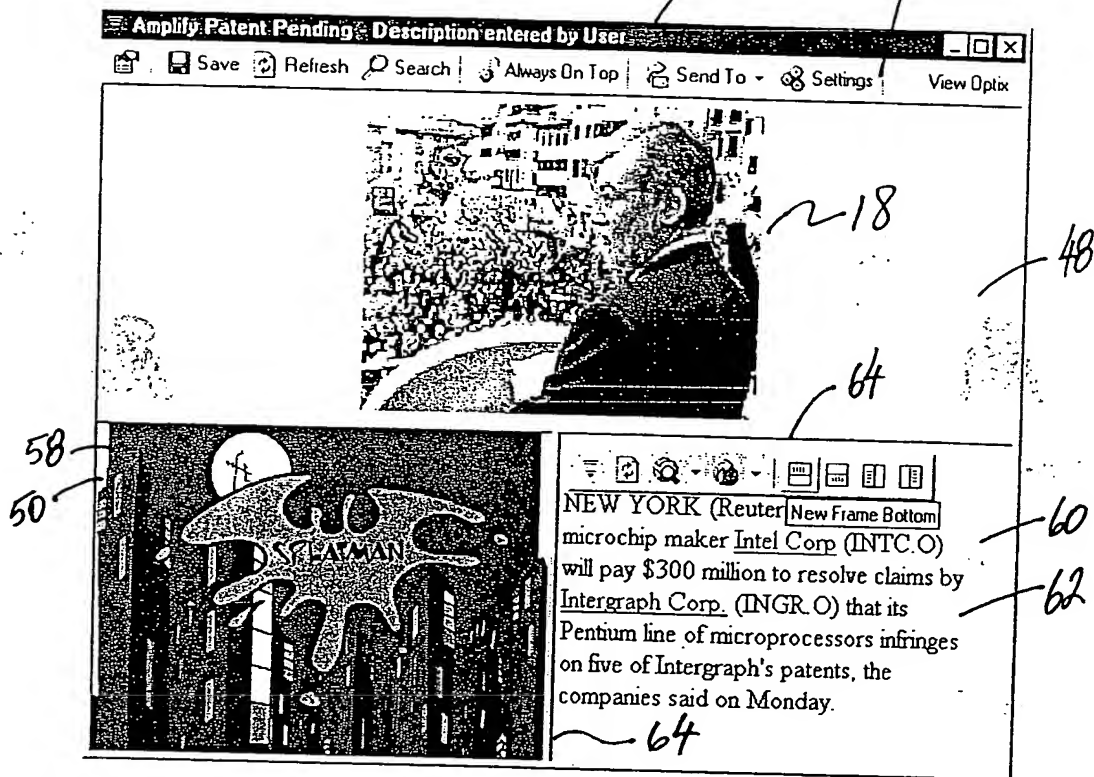 Amplify Patent Pending - Description entered by User
Save Refresh Search Always On Top Send To Settings View Optix
18
48
64
58
50
SPLATMAN
New Frame Bottom
NEW YORK (Reuter
microchip maker Intel Corp (INTC.O)
will pay $300 million to resolve claims by
Intergraph Corp. (INGR.O) that its
Pentium line of microprocessors infringes
on five of Intergraph's patents, the
companies said on Monday.
60
62
64